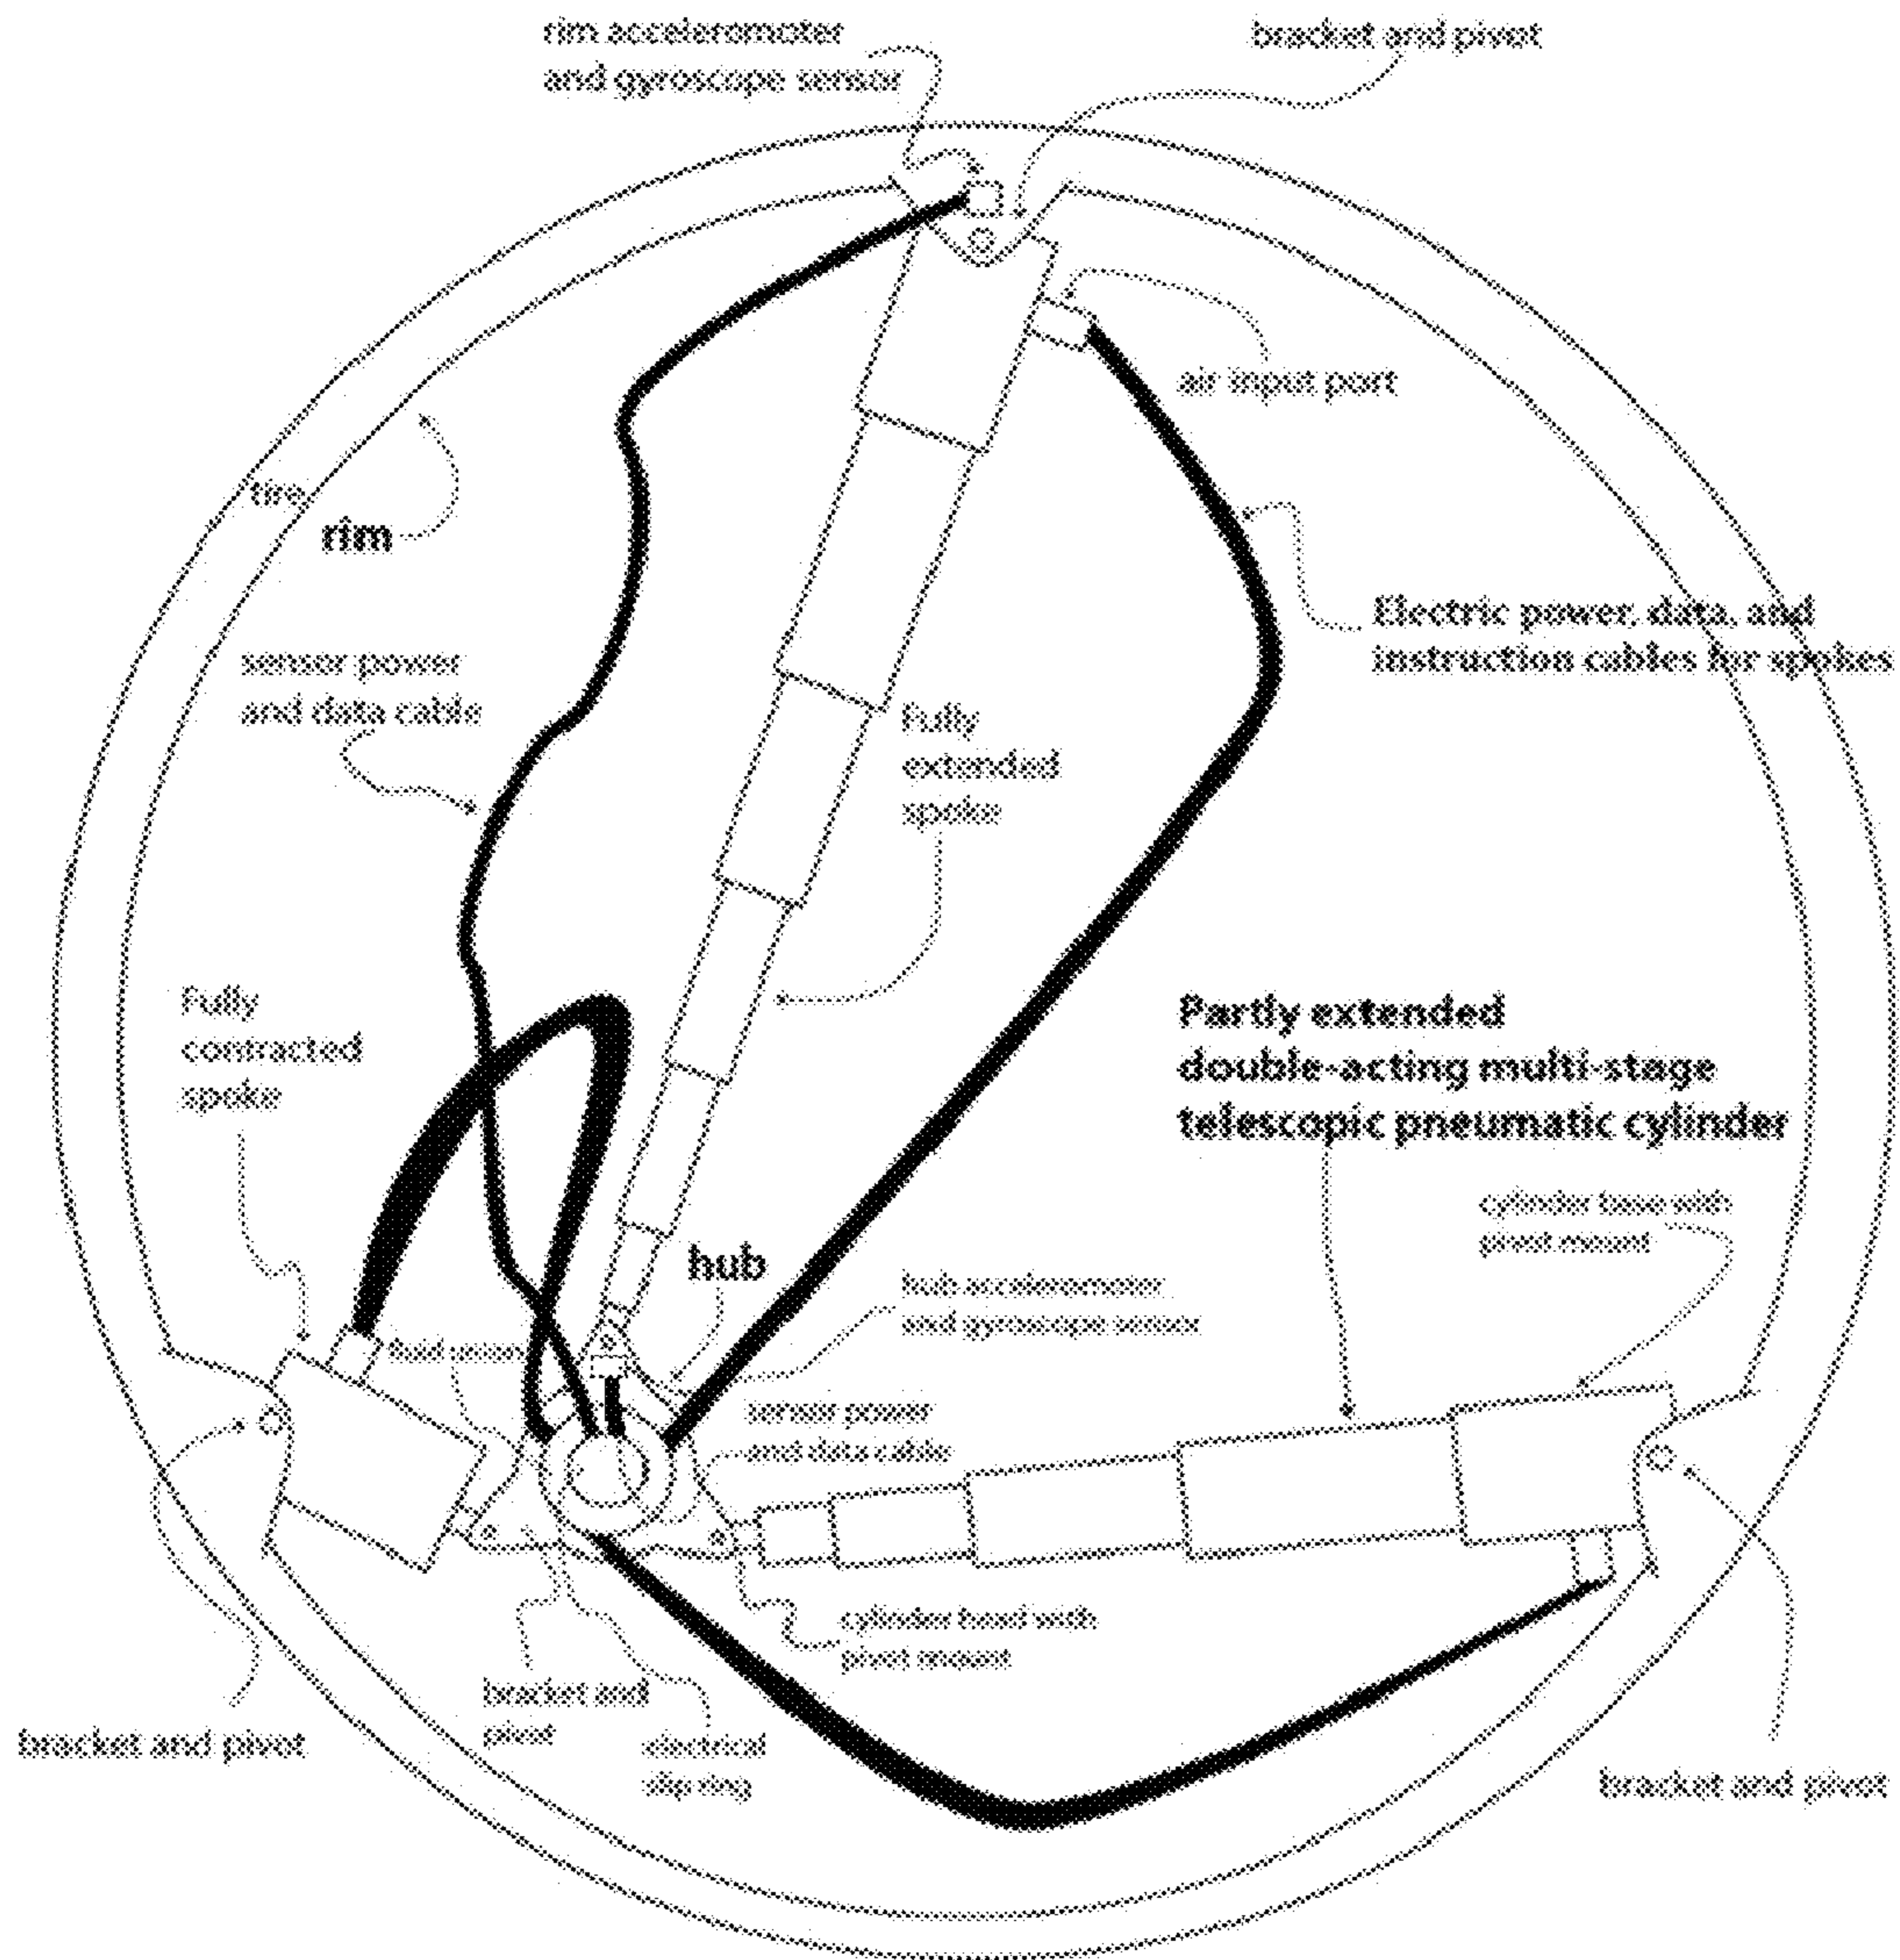 rim accelerometer
and gyroscope sensor
bracket and pivot
air input port
tire
rim
Electric power, data, and
instruction cables for spokes
sensor power
and data cable
Fully
extended
spoke
Fully
contracted
spoke
Partly extended
double-acting multi-stage
telescopic pneumatic cylinder
cylinder base with
pivot mount
hub
hub accelerometer
and gyroscope sensor
fluid union
sensor power
and data cable
cylinder head with
pivot mount
bracket and
pivot
electrical
slip ring
bracket and pivot
bracket and pivot